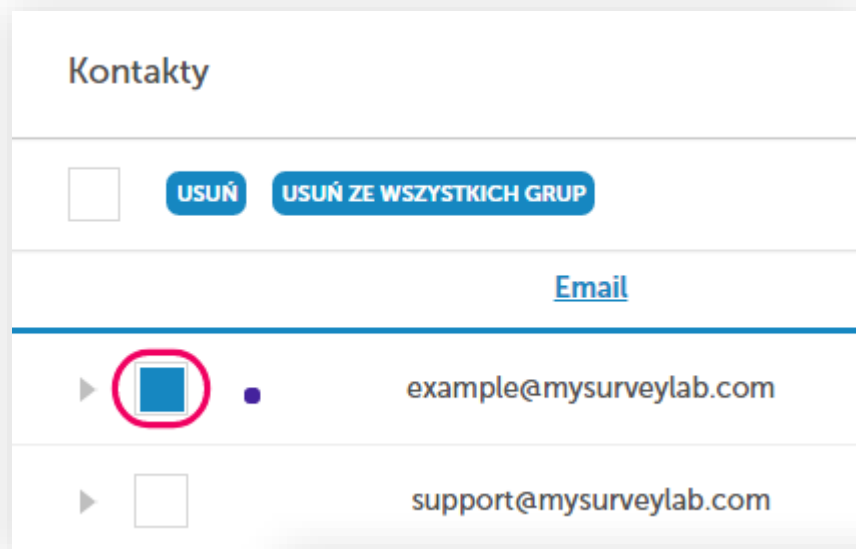 Kontakty
USUŃ USUŃ ZE WSZYSTKICH GRUP
Email
example@mysurveylab.com
support@mysurveylab.com